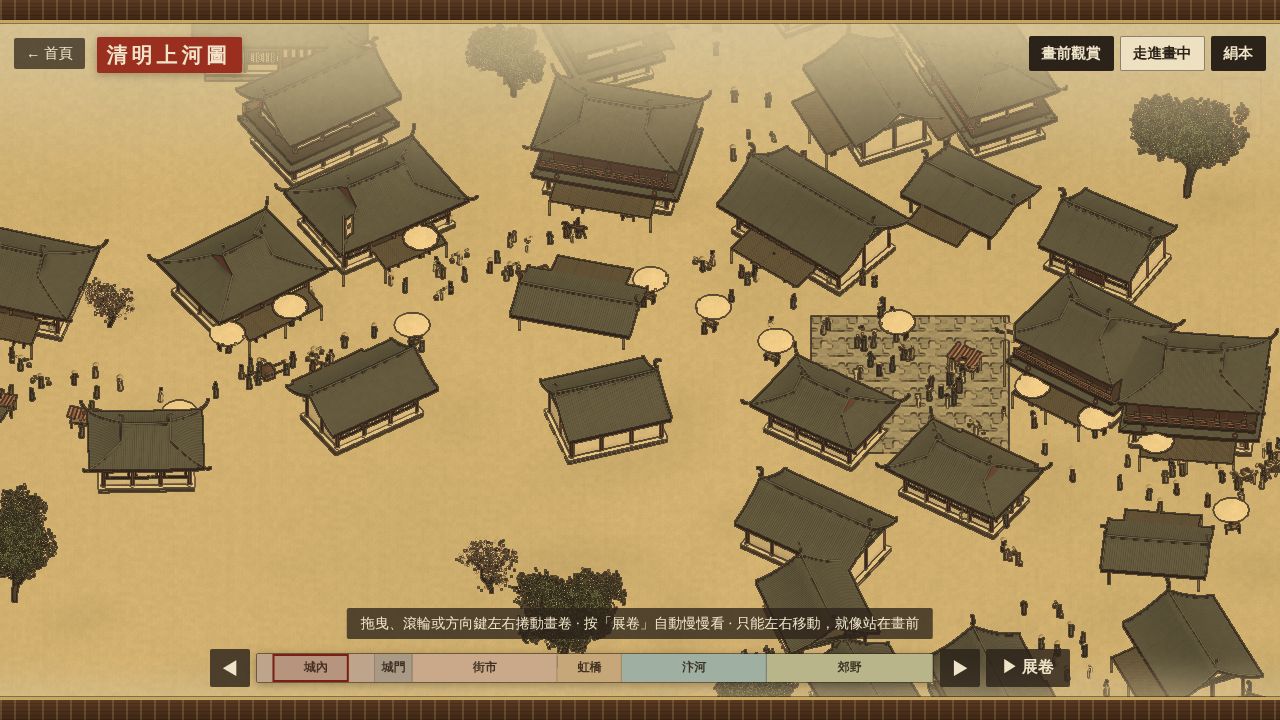 ← 首頁
清明上河圖
畫前觀賞
走進畫中
絹本
拖曳、滾輪或方向鍵左右捲動畫卷 · 按「展卷」自動慢慢看 · 只能左右移動，就像站在畫前
◀
城內
城門
街市
虹橋
汴河
郊野
▶
▶ 展卷